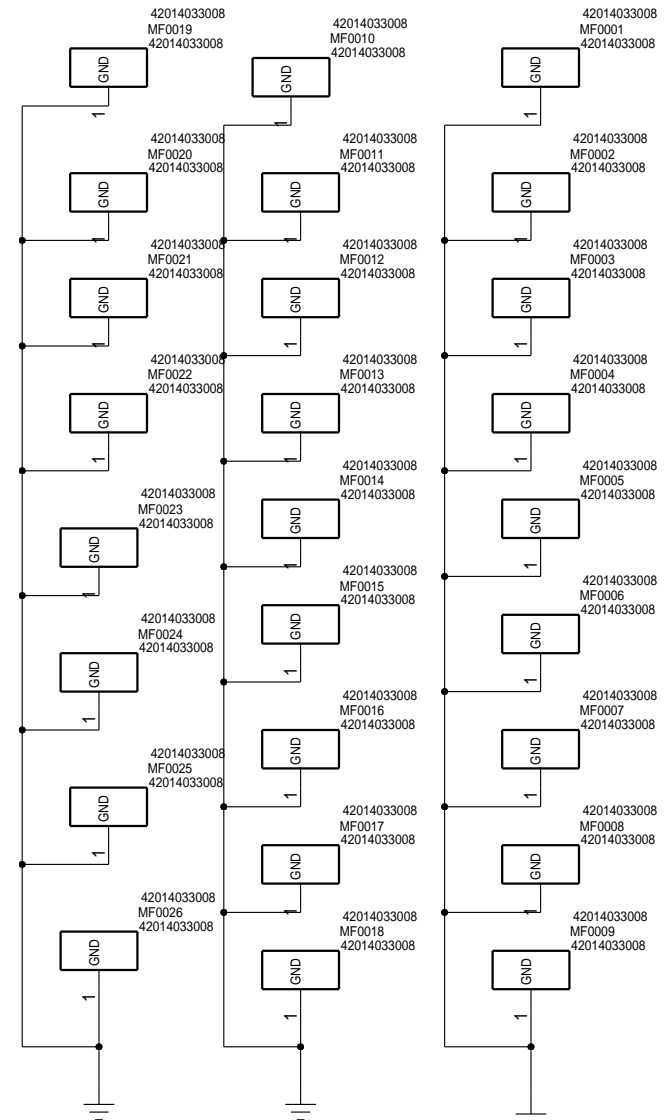 42014033008
MF0019
42014033008
GND
1
42014033008
MF0020
42014033008
GND
1
42014033008
MF0021
42014033008
GND
1
42014033008
MF0022
42014033008
GND
1
42014033008
MF0023
42014033008
GND
1
42014033008
MF0024
42014033008
GND
1
42014033008
MF0025
42014033008
GND
1
42014033008
MF0026
42014033008
GND
1
42014033008
MF0010
42014033008
GND
1
42014033008
MF0011
42014033008
GND
1
42014033008
MF0012
42014033008
GND
1
42014033008
MF0013
42014033008
GND
1
42014033008
MF0014
42014033008
GND
1
42014033008
MF0015
42014033008
GND
1
42014033008
MF0016
42014033008
GND
1
42014033008
MF0017
42014033008
GND
1
42014033008
MF0018
42014033008
GND
1
42014033008
MF0001
42014033008
GND
1
42014033008
MF0002
42014033008
GND
1
42014033008
MF0003
42014033008
GND
1
42014033008
MF0004
42014033008
GND
1
42014033008
MF0005
42014033008
GND
1
42014033008
MF0006
42014033008
GND
1
42014033008
MF0007
42014033008
GND
1
42014033008
MF0008
42014033008
GND
1
42014033008
MF0009
42014033008
GND
1